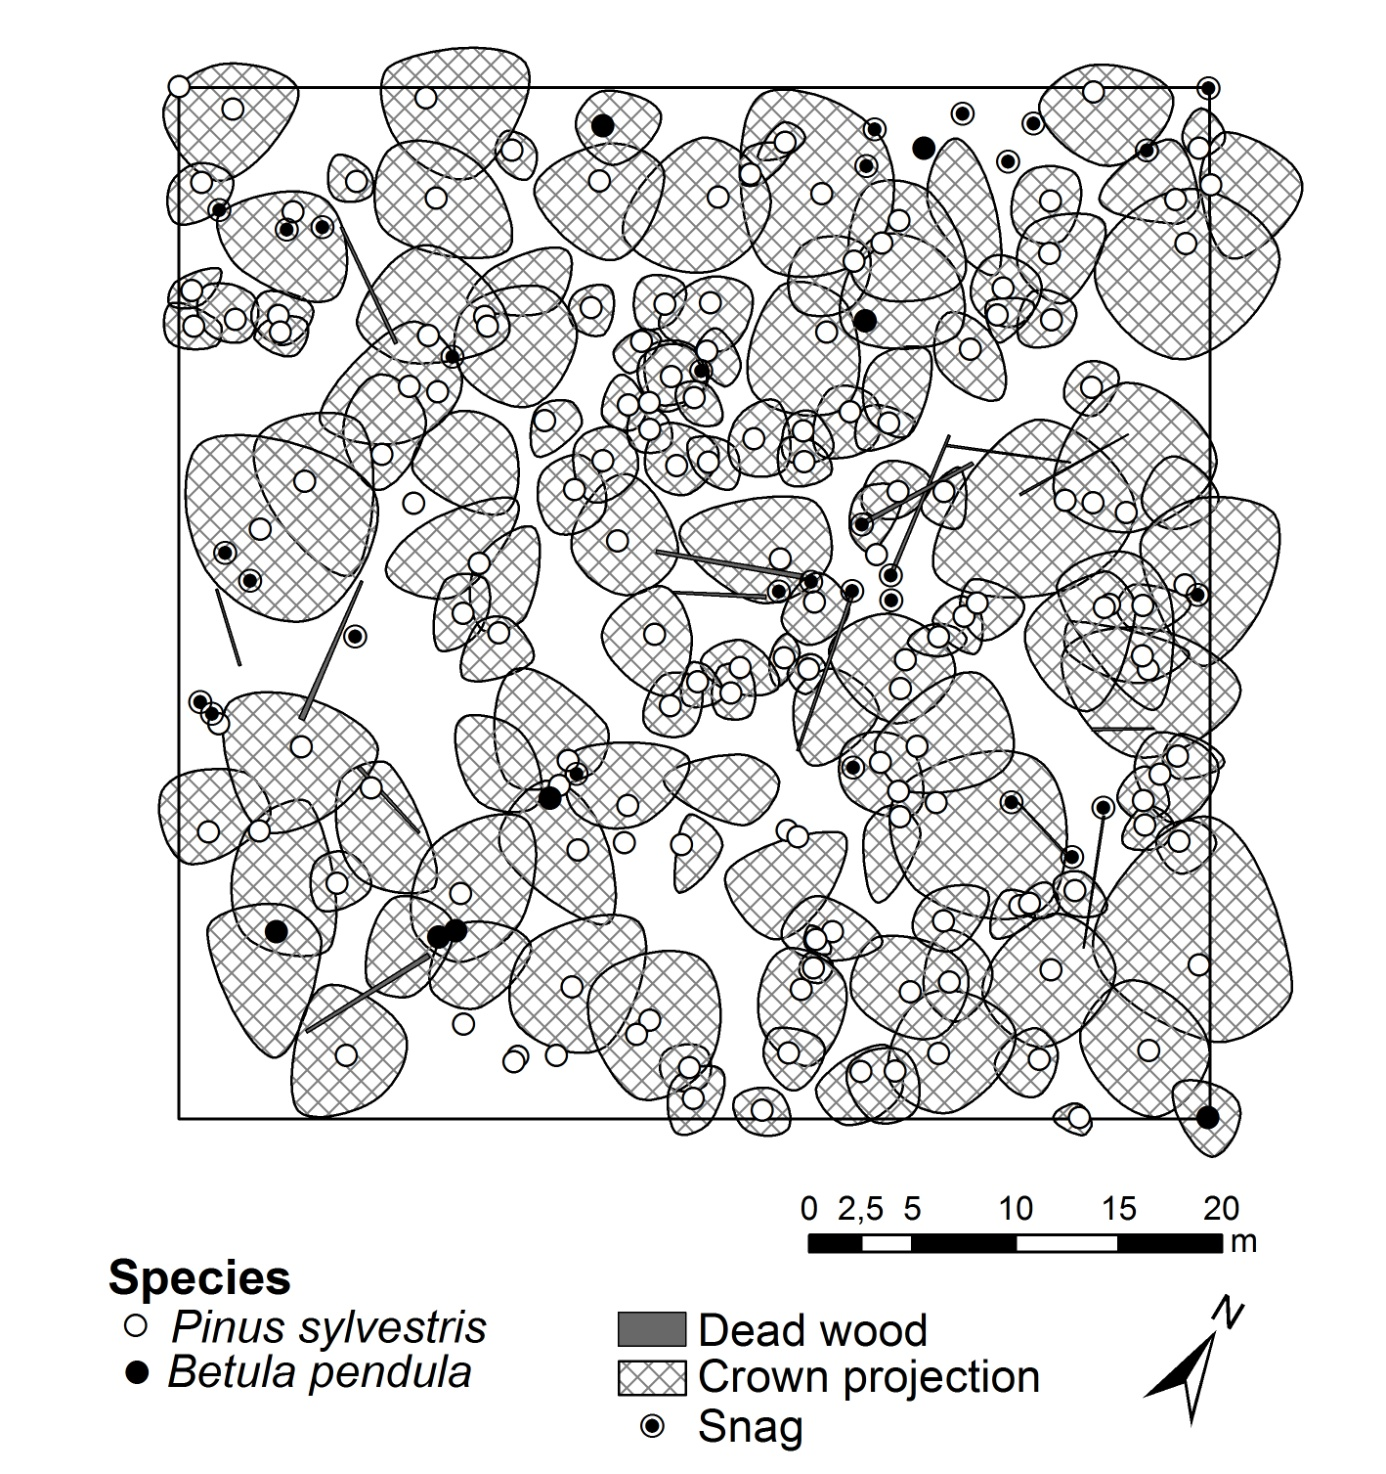 0 2,5 5 10 15 20
m
Species
Pinus sylvestris
Betula pendula
Dead wood
Crown projection
Snag
N